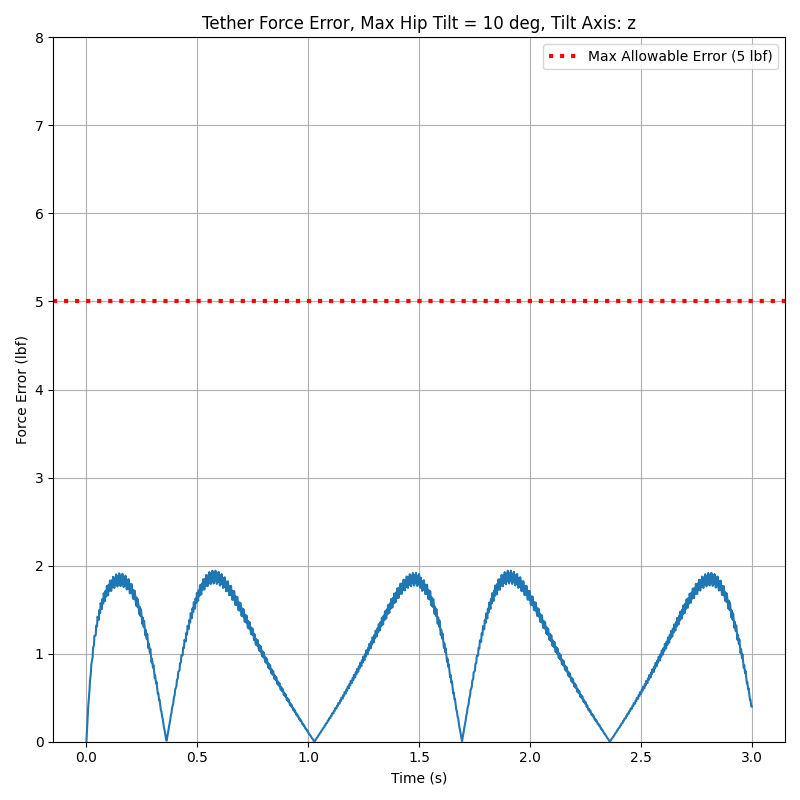 Tether Force Error, Max Hip Tilt = 10 deg, Tilt Axis: z
Max Allowable Error (5 lbf)
8
7
6
5
4
3
2
1
0
Force Error (lbf)
0.0 0.5 1.0 1.5 2.0 2.5 3.0
Time (s)